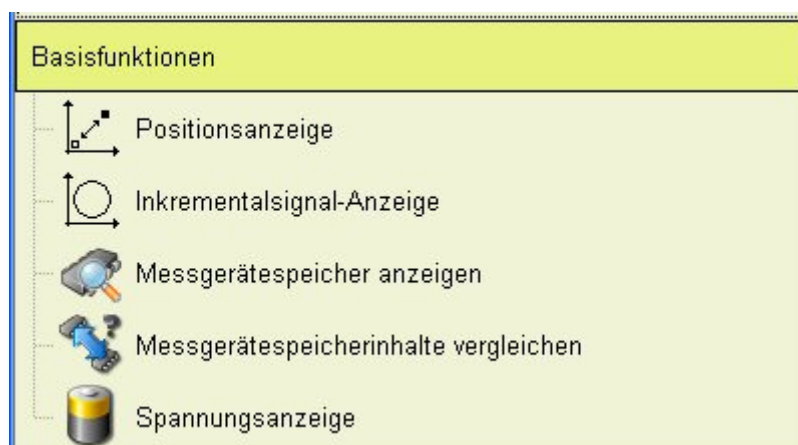 Basisfunktionen
Positionsanzeige
Inkrementalsignal-Anzeige
Messgerätespeicher anzeigen
Messgerätespeicherinhalte vergleichen
Spannungsanzeige